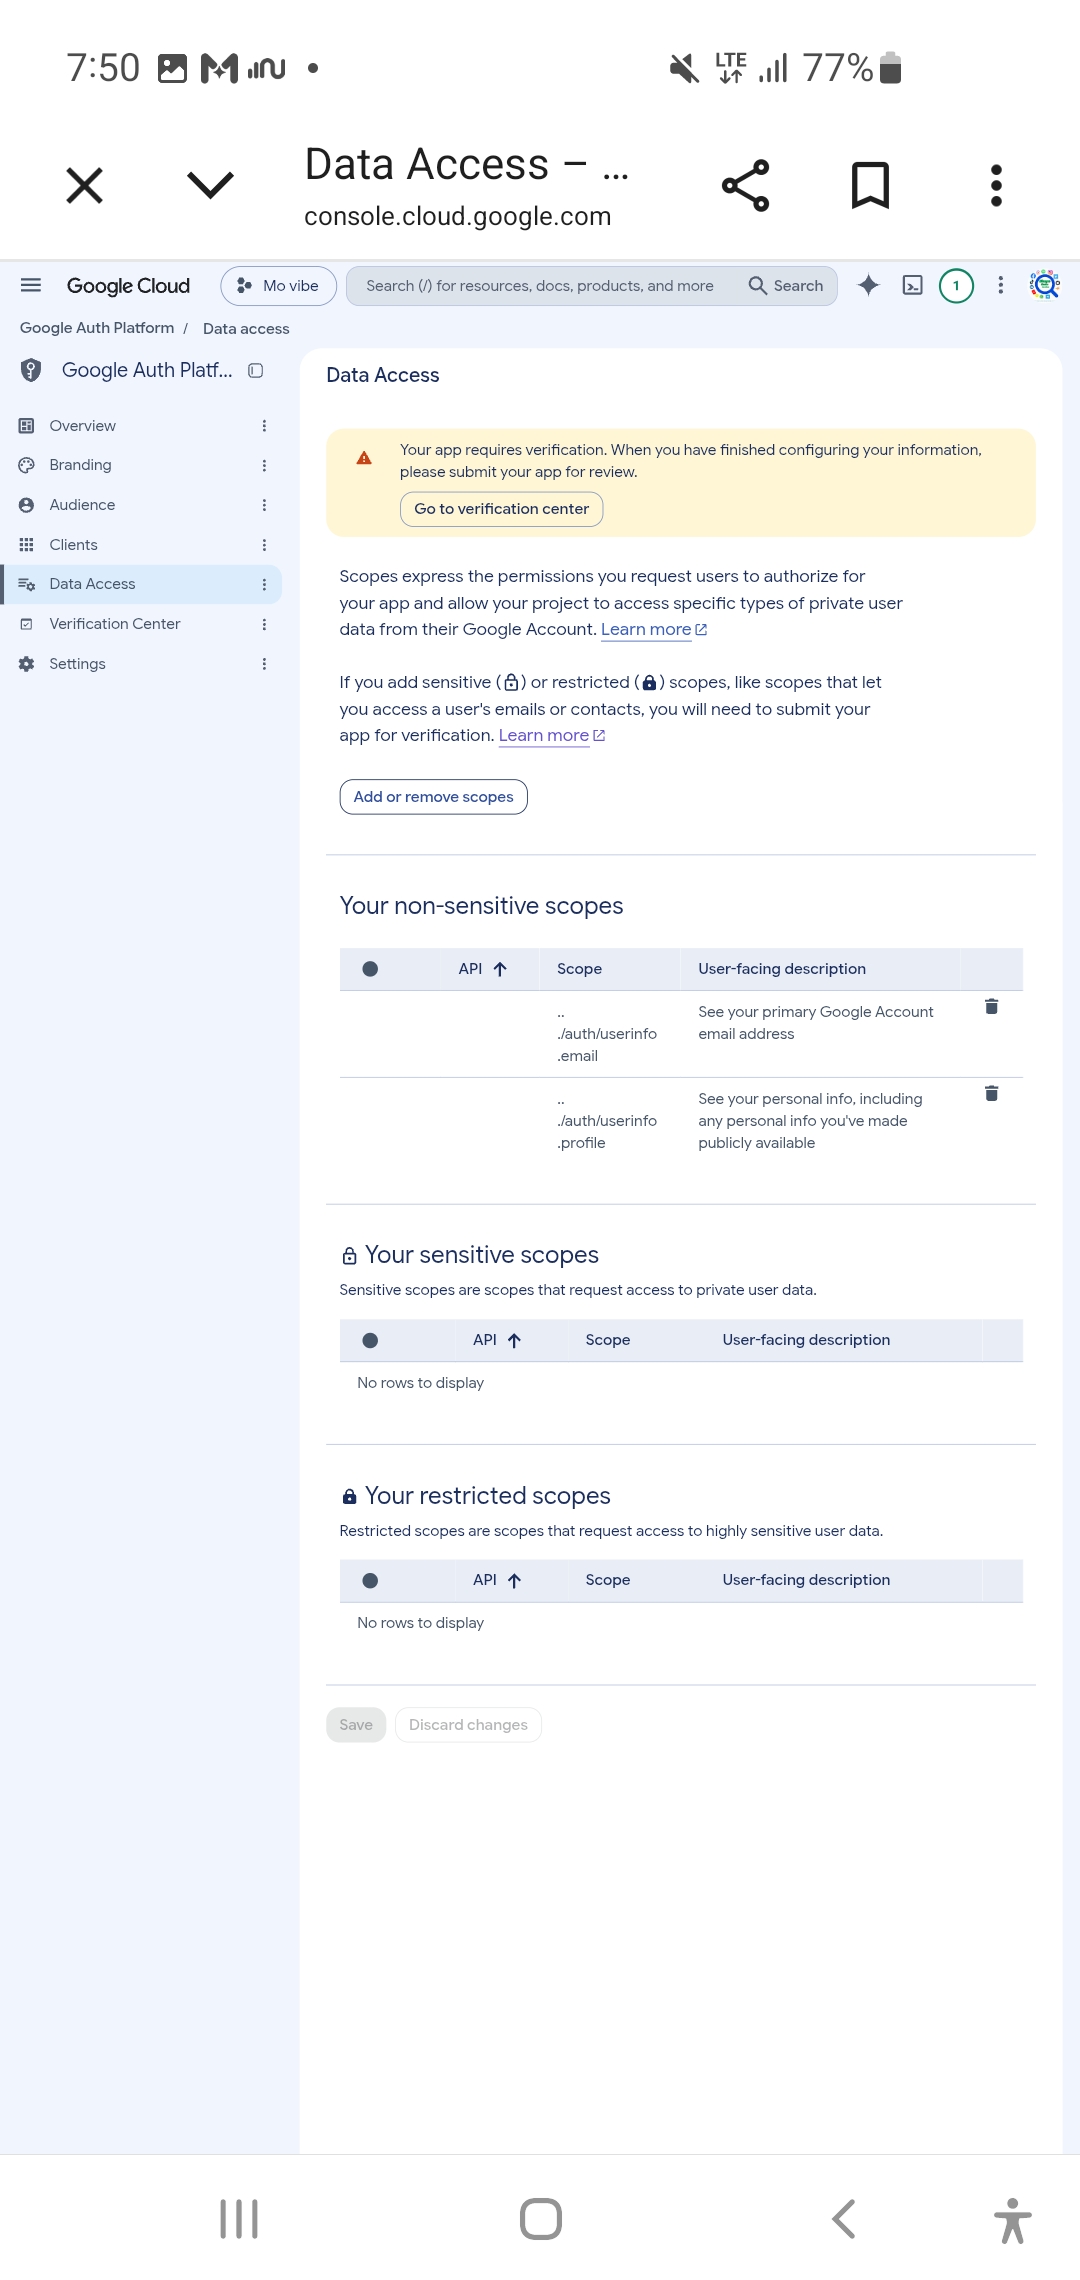 7:50
LTE
77%
Data Access – ...
console.cloud.google.com
Google Cloud
Mo vibe
Search (/) for resources, docs, products, and more
Search
1
Google Auth Platform / Data access
Google Auth Platf...
Overview
Branding
Audience
Clients
Data Access
Verification Center
Settings
Data Access
Your app requires verification. When you have finished configuring your information,
please submit your app for review.
Go to verification center
Scopes express the permissions you request users to authorize for
your app and allow your project to access specific types of private user
data from their Google Account. Learn more
If you add sensitive () or restricted () scopes, like scopes that let
you access a user's emails or contacts, you will need to submit your
app for verification. Learn more
Add or remove scopes
Your non-sensitive scopes
API Scope User-facing description
..
./auth/userinfo
.email
See your primary Google Account
email address
..
./auth/userinfo
.profile
See your personal info, including
any personal info you've made
publicly available
Your sensitive scopes
Sensitive scopes are scopes that request access to private user data.
API Scope User-facing description
No rows to display
Your restricted scopes
Restricted scopes are scopes that request access to highly sensitive user data.
API Scope User-facing description
No rows to display
Save
Discard changes